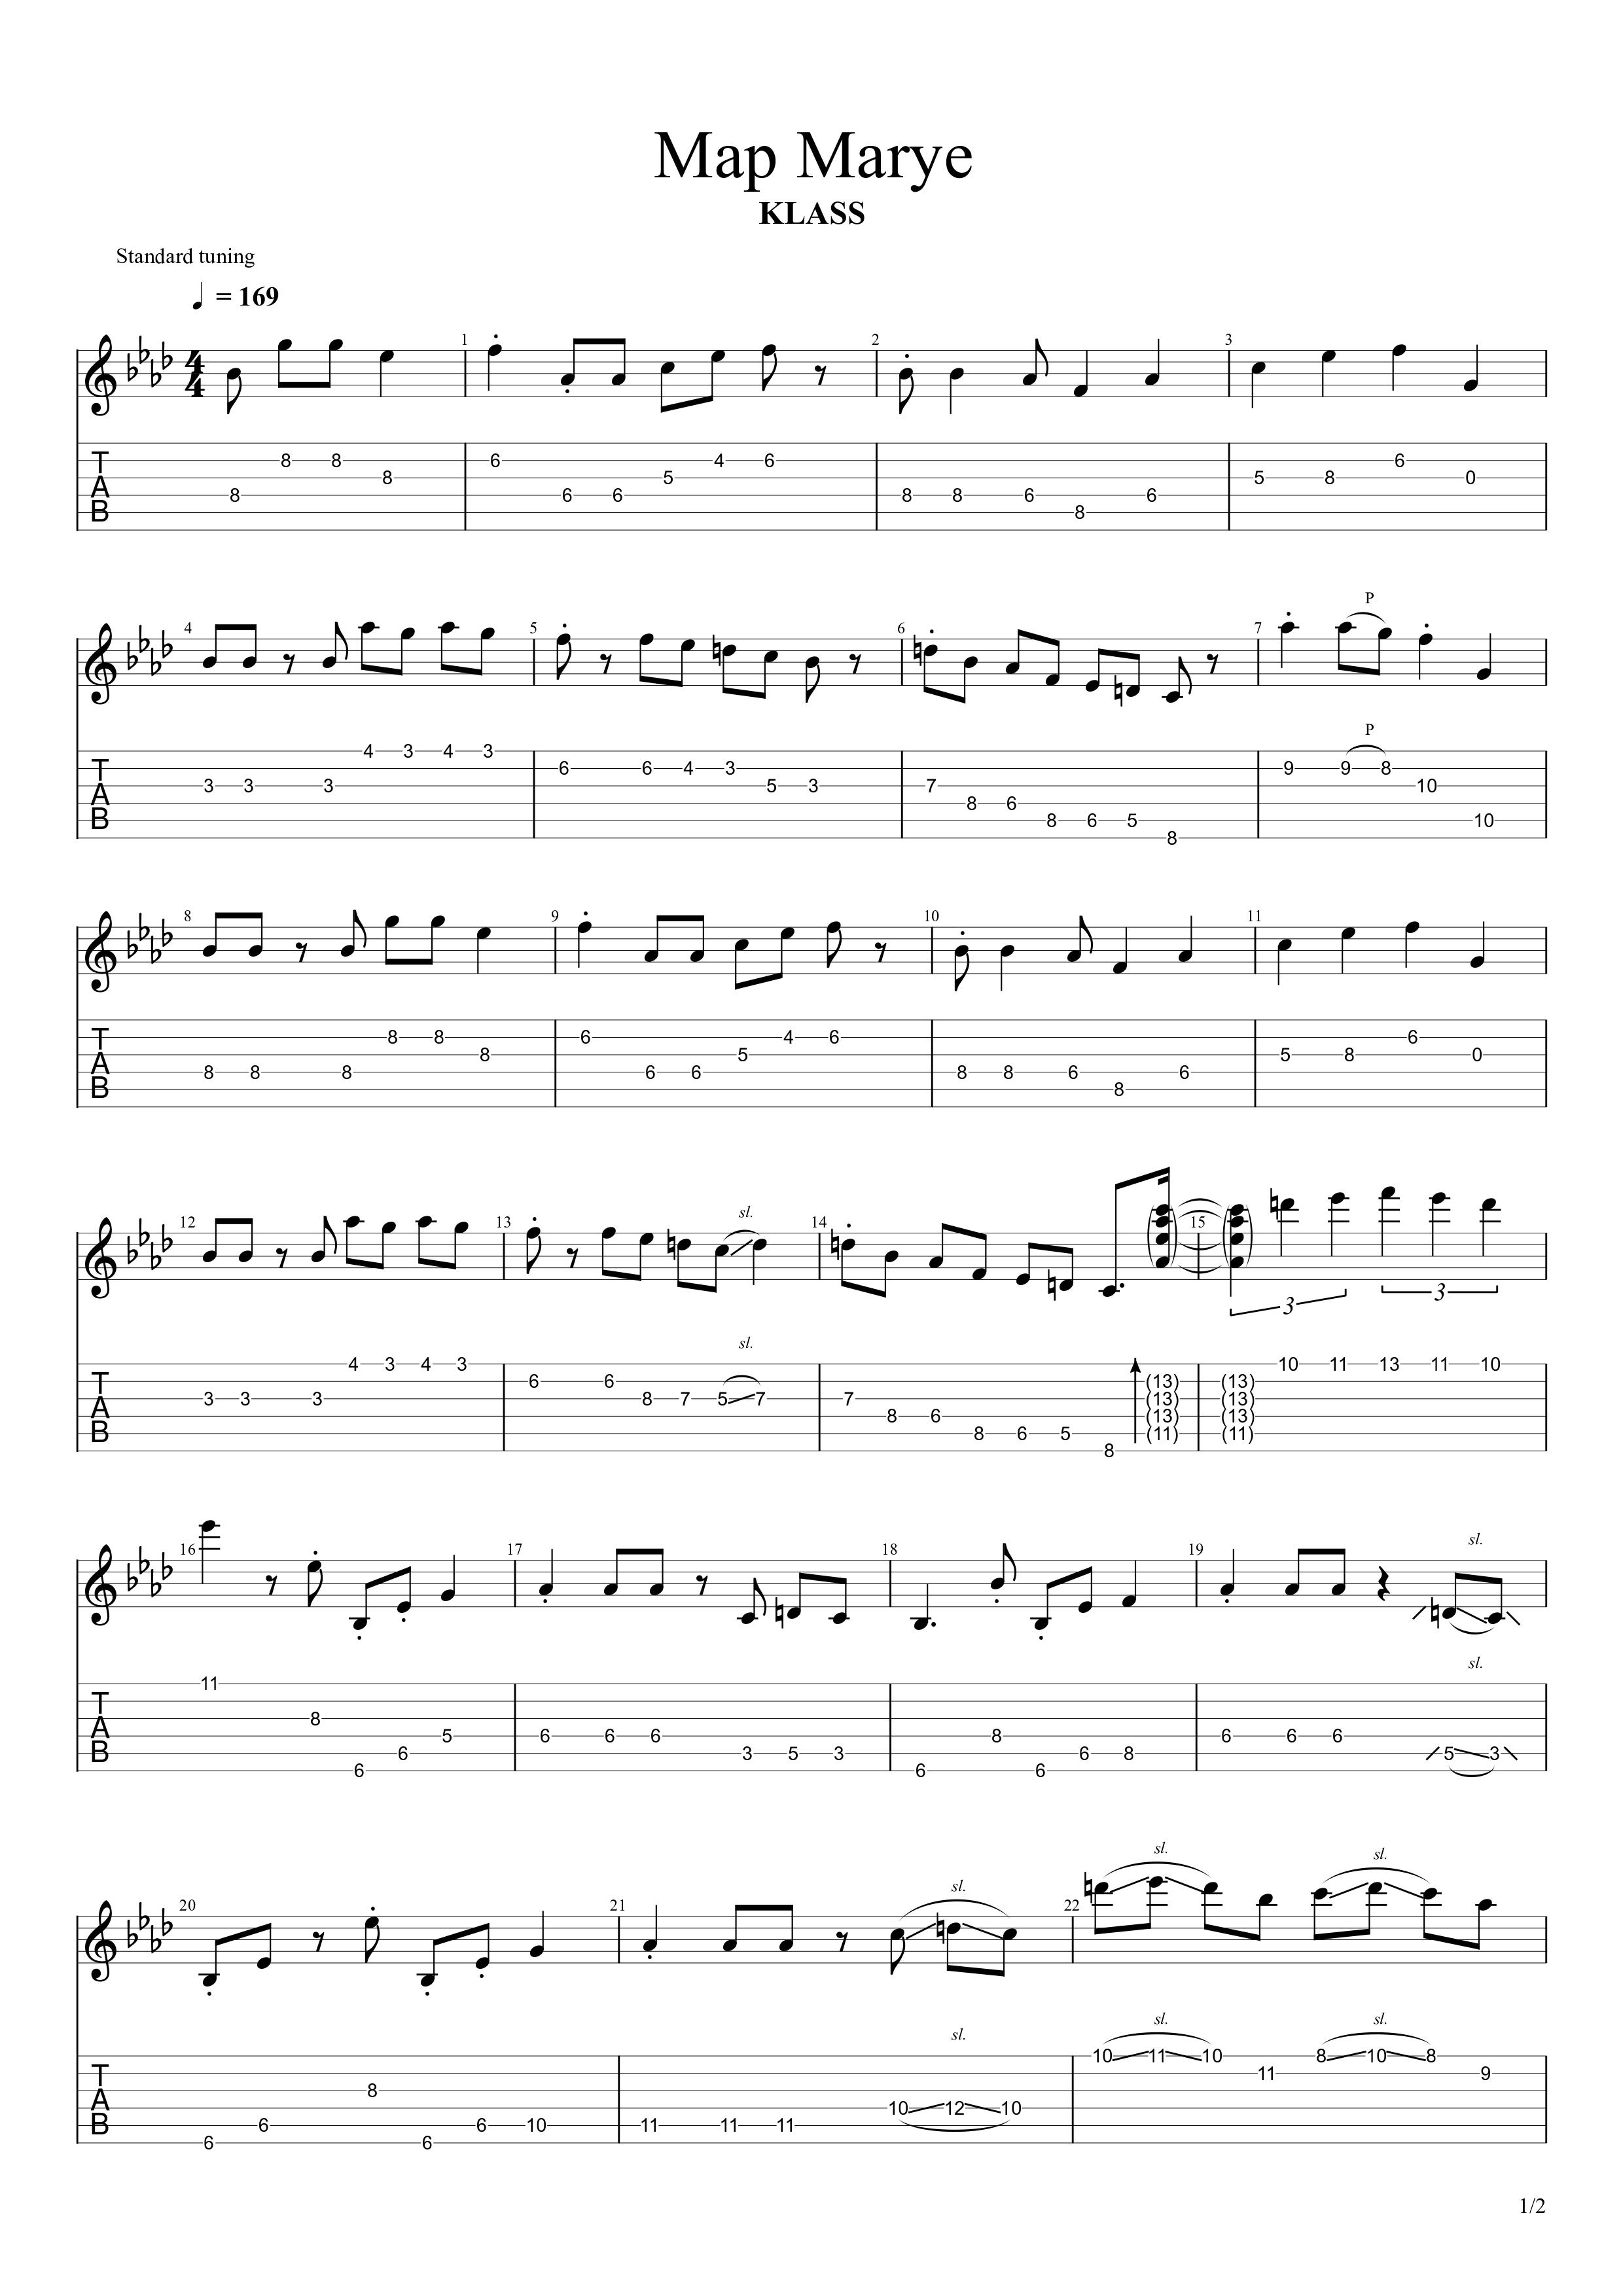 Map Marye
KLASS
Standard tuning
= 169
4 4 1 2 3
T A B 8 8 8 8 6 6 6 5 4 6 8 8 6 8 6 5 8 6 0
4 5 6 7 P
P
T A B 3 3 3 4 3 4 3 6 6 4 3 5 3 7 8 6 8 6 5 8 9 9 8 10 10
8 9 10 11
T A B 8 8 8 8 8 8 6 6 6 5 4 6 8 8 6 8 6 5 8 6 0
12 13 sl. 14 15 3 3
sl.
T A B 3 3 3 4 3 4 3 6 6 8 7 5 7 7 8 6 8 6 5 8 (13) (13) (13) (11) (13) (13) (13) (11) 10 11 13 11 10
16 17 18 19 sl.
sl.
T A B 11 8 6 6 5 6 6 6 3 5 3 6 8 6 6 8 6 6 6 5 3
20 21 sl. 22 sl. sl.
sl. sl. sl.
T A B 6 6 8 6 6 10 11 11 11 10 12 10 10 11 10 11 8 10 8 9
1/2